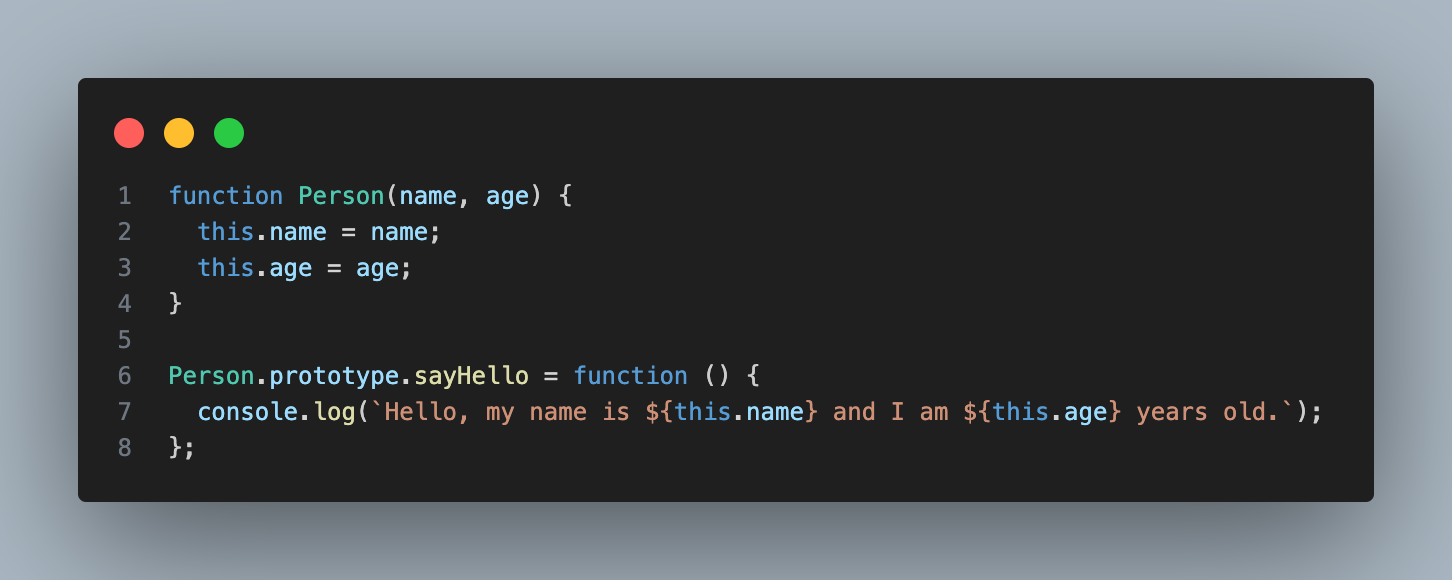 1 function Person(name, age) {
2   this.name = name;
3   this.age = age;
4 }
5
6 Person.prototype.sayHello = function () {
7   console.log(`Hello, my name is ${this.name} and I am ${this.age} years old.`);
8 };